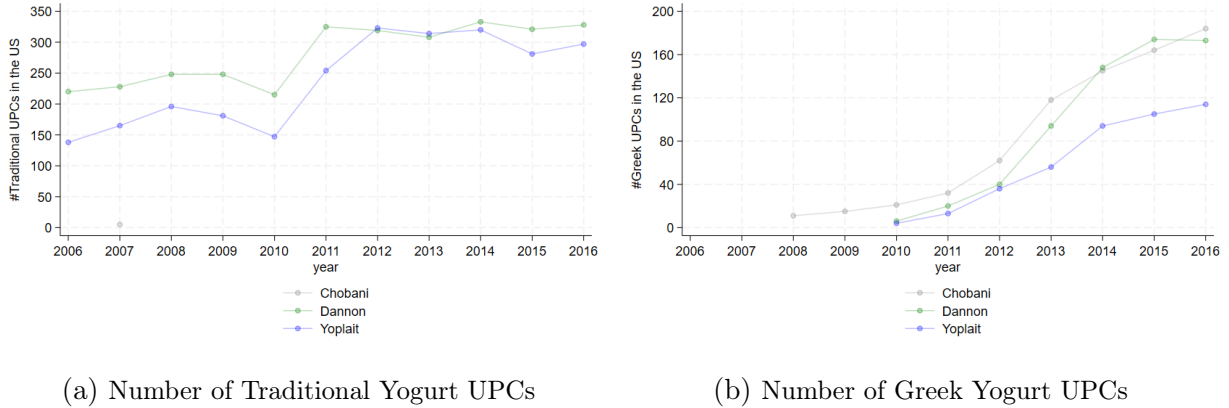 #Traditional UPCs in the US
350
300
250
200
150
100
50
0
2006 2007 2008 2009 2010 2011 2012 2013 2014 2015 2016
year
Chobani
Dannon
Yoplait
(a) Number of Traditional Yogurt UPCs
#Greek UPCs in the US
200
160
120
80
40
0
2006 2007 2008 2009 2010 2011 2012 2013 2014 2015 2016
year
Chobani
Dannon
Yoplait
(b) Number of Greek Yogurt UPCs